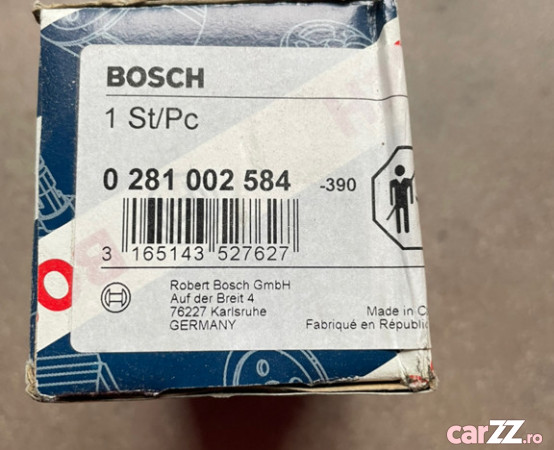 BOSCH
1 St/Pc
0 281 002 584 -390
3 165143 527627
Robert Bosch GmbH
Auf der Breit 4
76227 Karlsruhe
GERMANY
Made in
Fabriqué en
carZZ.ro